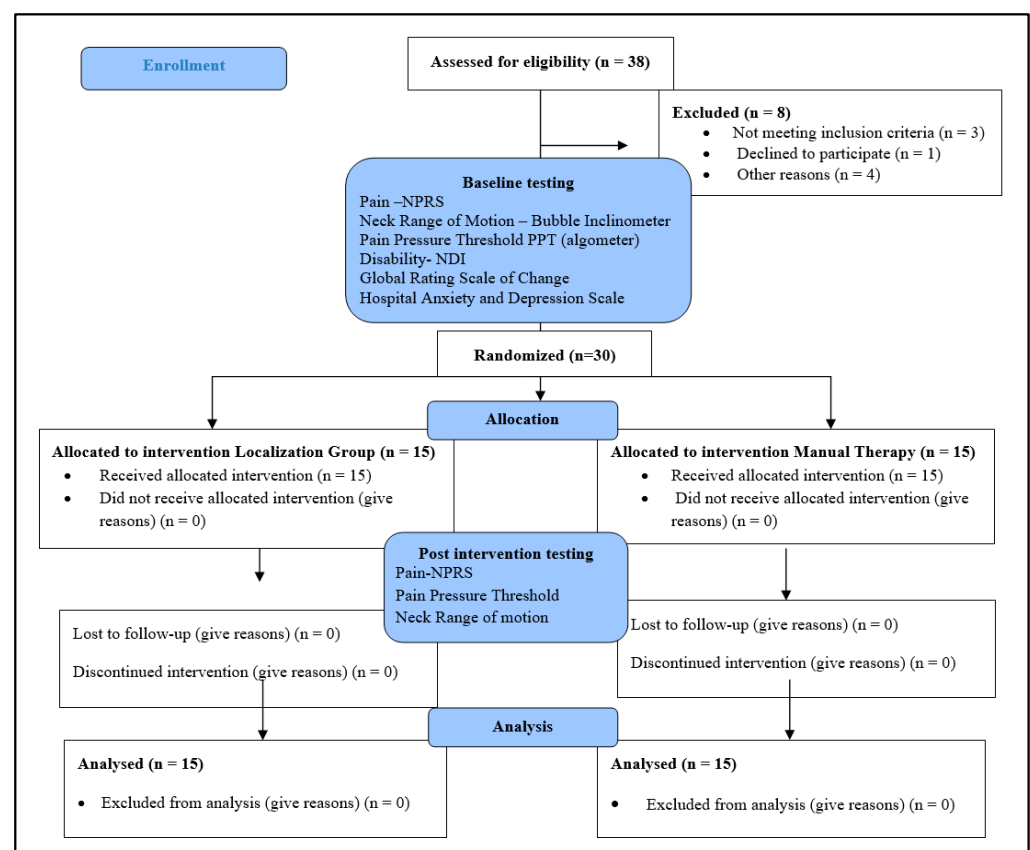 Enrollment
Assessed for eligibility (n = 38)
Excluded (n = 8)
• Not meeting inclusion criteria (n = 3)
• Declined to participate (n = 1)
• Other reasons (n = 4)
Baseline testing
Pain –NPRS
Neck Range of Motion – Bubble Inclinometer
Pain Pressure Threshold PPT (algometer)
Disability- NDI
Global Rating Scale of Change
Hospital Anxiety and Depression Scale
Randomized (n=30)
Allocation
Allocated to intervention Localization Group (n = 15)
• Received allocated intervention (n = 15)
• Did not receive allocated intervention (give
reasons) (n = 0)
Allocated to intervention Manual Therapy (n = 15)
• Received allocated intervention (n = 15)
• Did not receive allocated intervention (give
reasons) (n = 0)
Post intervention testing
Pain-NPRS
Pain Pressure Threshold
Neck Range of motion
Lost to follow-up (give reasons) (n = 0)
Discontinued intervention (give reasons) (n = 0)
Lost to follow-up (give reasons) (n = 0)
Discontinued intervention (give reasons) (n = 0)
Analysis
Analysed (n = 15)
• Excluded from analysis (give reasons) (n = 0)
Analysed (n = 15)
• Excluded from analysis (give reasons) (n = 0)